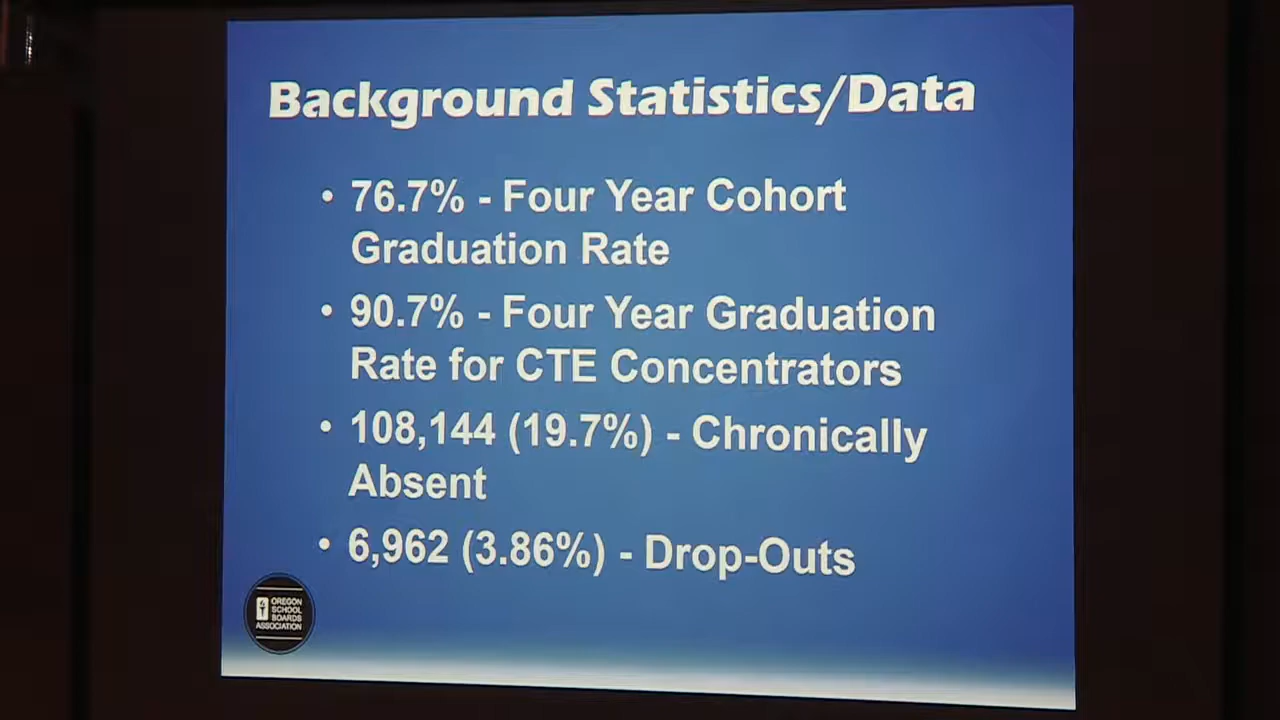 Background Statistics/Data
• 76.7% - Four Year Cohort
Graduation Rate
• 90.7% - Four Year Graduation
Rate for CTE Concentrators
• 108,144 (19.7%) - Chronically
Absent
• 6,962 (3.86%) - Drop-Outs
OREGON
SCHOOL
BOARDS
ASSOCIATION